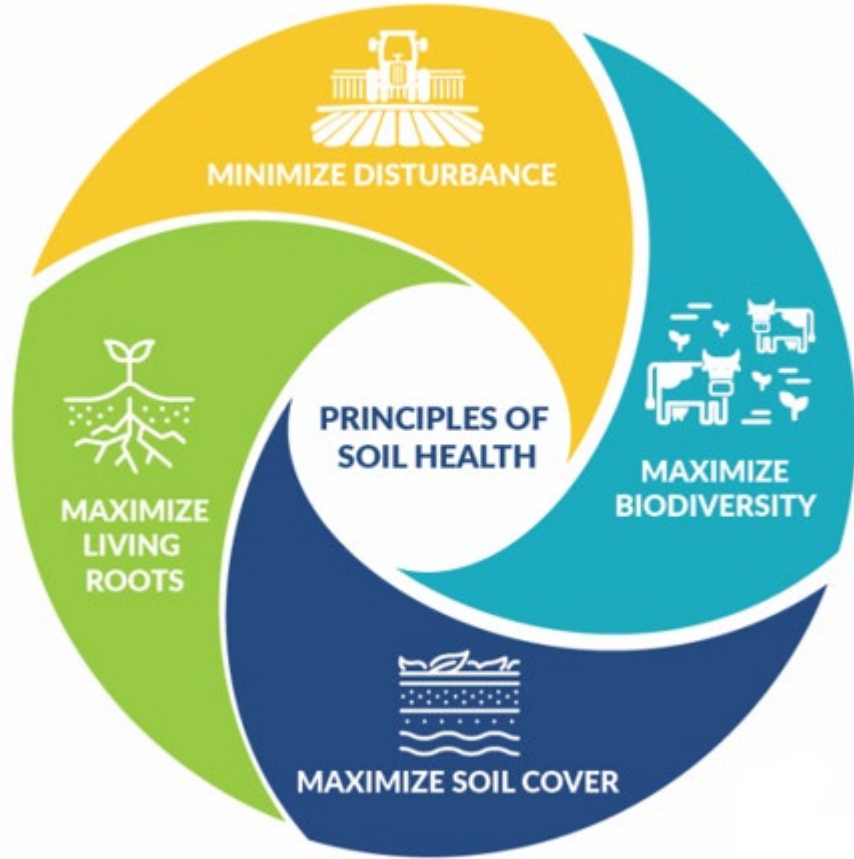 MINIMIZE DISTURBANCE
MAXIMIZE
BIODIVERSITY
MAXIMIZE SOIL COVER
MAXIMIZE
LIVING
ROOTS
PRINCIPLES OF
SOIL HEALTH